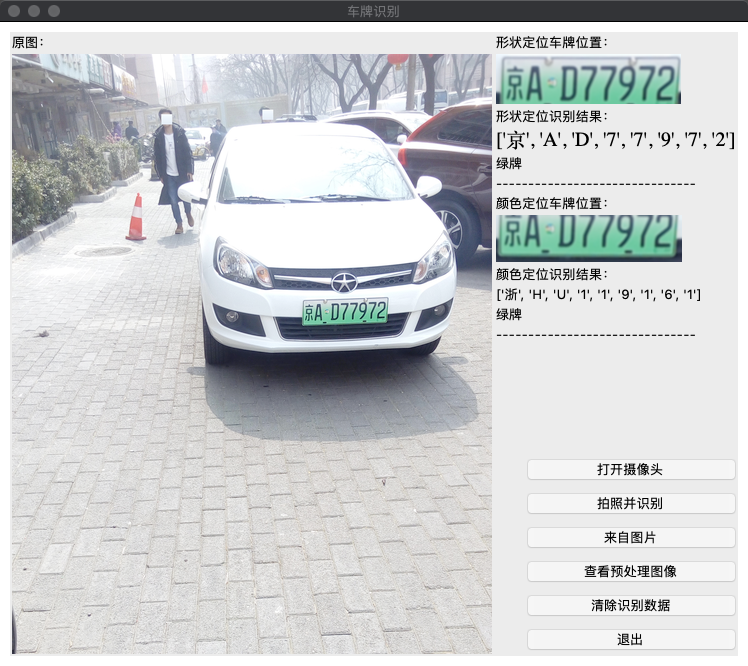 车牌识别
原图：
京A D77972
形状定位车牌位置：
京A D77972
形状定位识别结果：
['京', 'A', 'D', '7', '7', '9', '7', '2']
绿牌
-------------------------------
颜色定位车牌位置：
京A D77972
颜色定位识别结果：
['浙', 'H', 'U', '1', '1', '9', '1', '6', '1']
绿牌
-------------------------------
打开摄像头
拍照并识别
来自图片
查看预处理图像
清除识别数据
退出